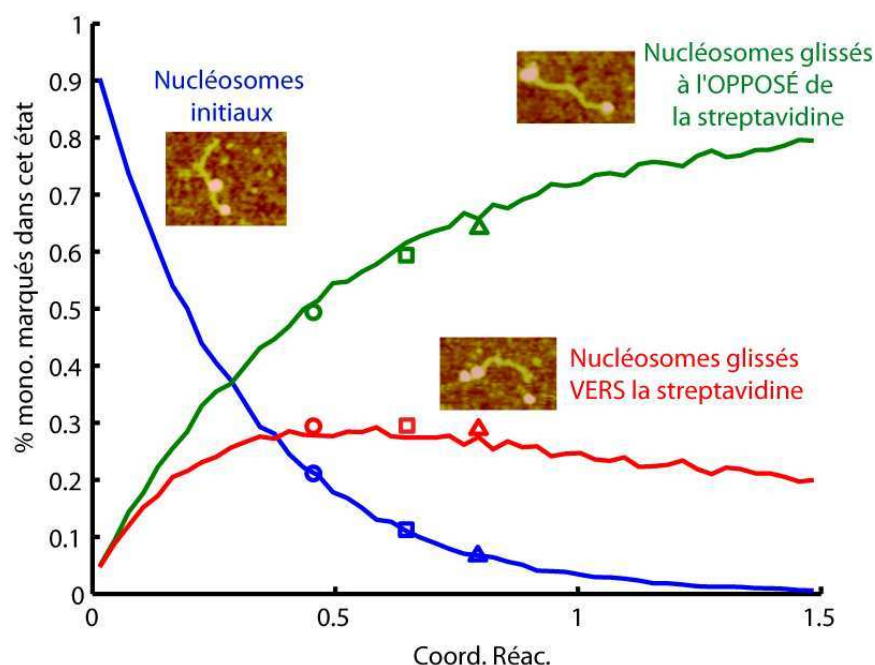 % mono. marqués dans cet état
1
0.9
0.8
0.7
0.6
0.5
0.4
0.3
0.2
0.1
0
Nucléosomes
initiaux
Nucléosomes glissés
à l'OPPOSÉ de
la streptavidine
Nucléosomes glissés
VERS la streptavidine
0
0.5
1
1.5
Coord. Réac.